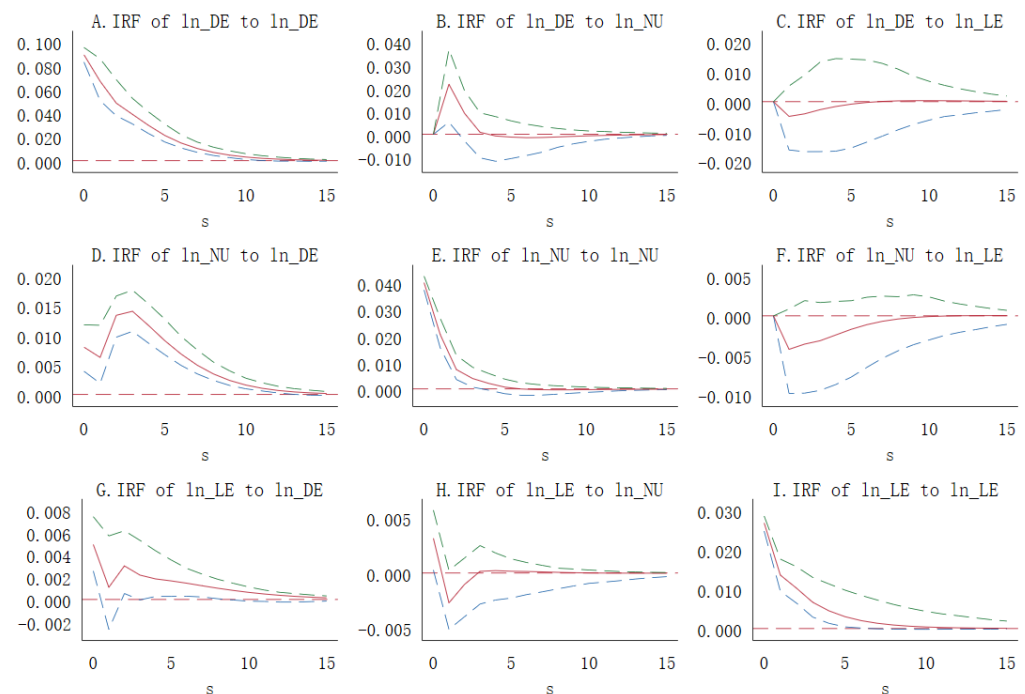 A.IRF of ln_DE to ln_DE
0.100
0.080
0.060
0.040
0.020
0.000
0 5 10 15
s
B.IRF of ln_DE to ln_NU
0.040
0.030
0.020
0.010
0.000
-0.010
0 5 10 15
s
C.IRF of ln_DE to ln_LE
0.020
0.010
0.000
-0.010
-0.020
0 5 10 15
s
D.IRF of ln_NU to ln_DE
0.020
0.015
0.010
0.005
0.000
0 5 10 15
s
E.IRF of ln_NU to ln_NU
0.040
0.030
0.020
0.010
0.000
0 5 10 15
s
F.IRF of ln_NU to ln_LE
0.005
0.000
-0.005
-0.010
0 5 10 15
s
G.IRF of ln_LE to ln_DE
0.008
0.006
0.004
0.002
0.000
-0.002
0 5 10 15
s
H.IRF of ln_LE to ln_NU
0.005
0.000
-0.005
0 5 10 15
s
I.IRF of ln_LE to ln_LE
0.030
0.020
0.010
0.000
0 5 10 15
s